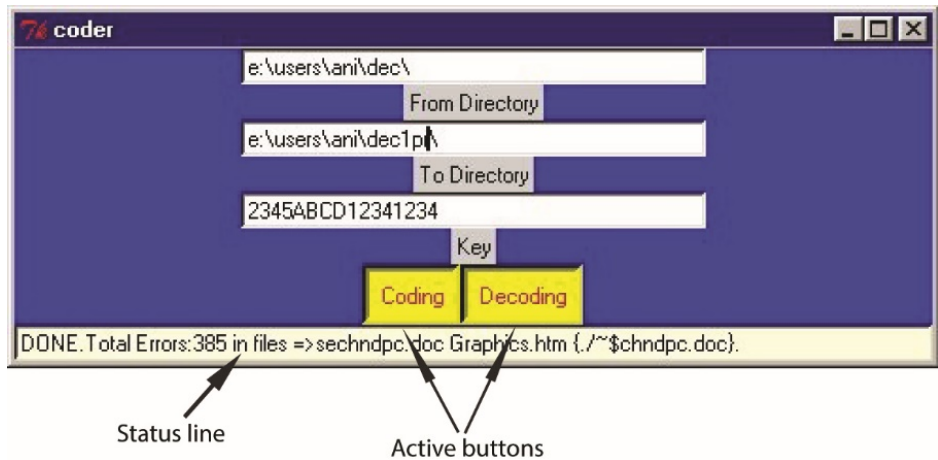 coder
e:\users\ani\dec\
From Directory
e:\users\ani\dec1pr\
To Directory
2345ABCD12341234
Key
Coding Decoding
DONE.Total Errors:385 in files =>sechndpc.doc Graphics.htm {./~$chndpc.doc}.
Status line
Active buttons